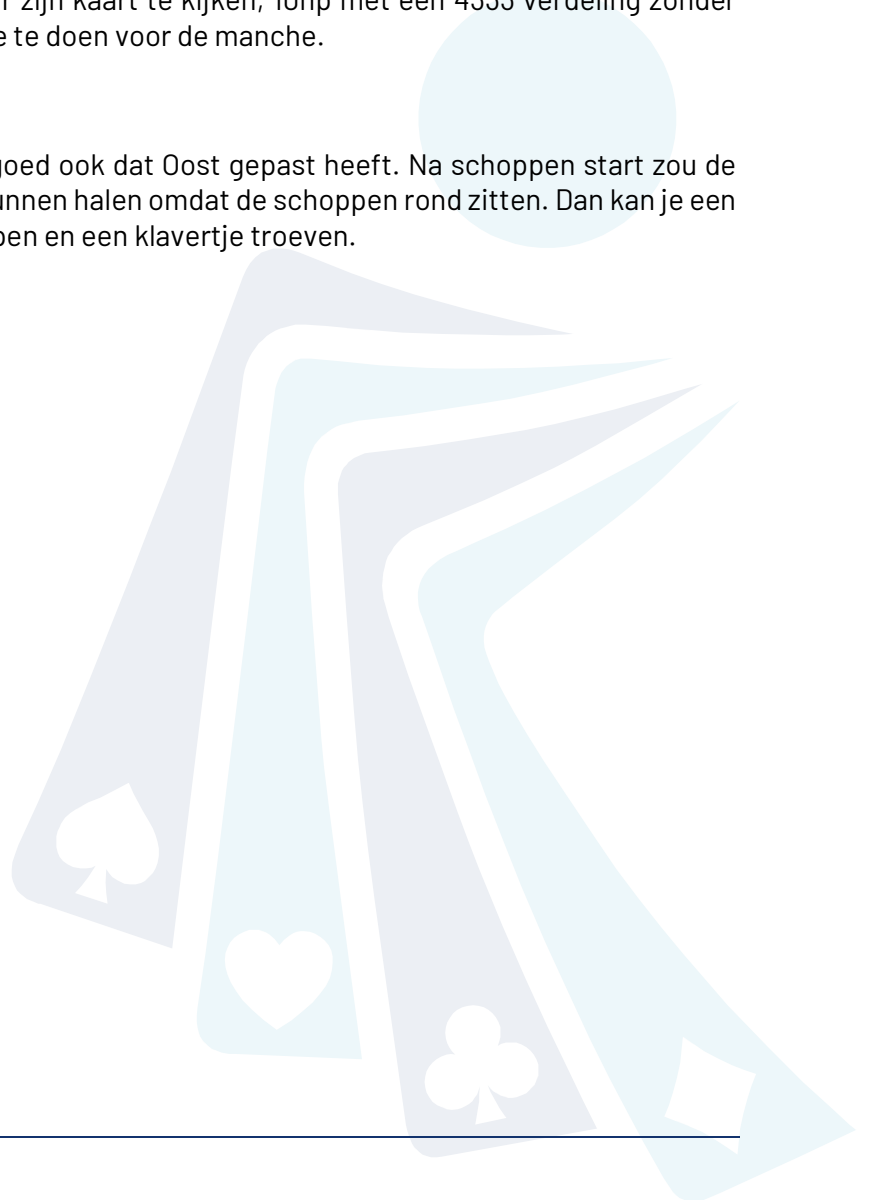 zijn kaart te kijken, 10hp met een 4333 verdeling zonder
te doen voor de manche.
goed ook dat Oost gepast heeft. Na schoppen start zou de
unnen halen omdat de schoppen rond zitten. Dan kan je een
en een klavertje troeven.